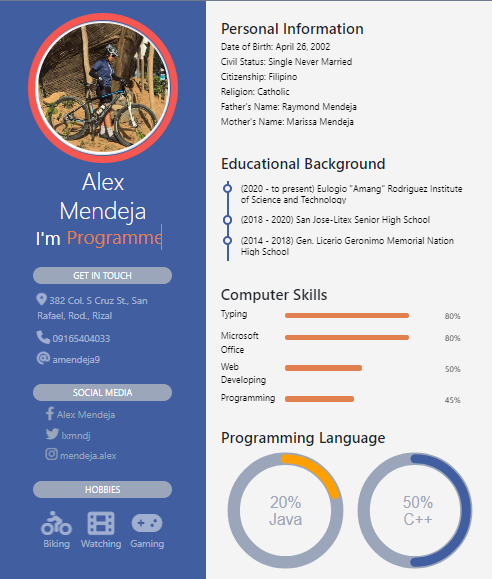 Alex
Mendeja
I'm Programme
GET IN TOUCH
382 Col. S Cruz St., San
Rafael, Rod., Rizal
09165404033
amendeja9
SOCIAL MEDIA
Alex Mendeja
lxmndj
mendeja.alex
HOBBIES
Biking Watching Gaming
Personal Information
Date of Birth: April 26, 2002
Civil Status: Single Never Married
Citizenship: Filipino
Religion: Catholic
Father's Name: Raymond Mendeja
Mother's Name: Marissa Mendeja
Educational Background
(2020 - to present) Eulogio "Amang" Rodriguez Institute
of Science and Technology
(2018 - 2020) San Jose-Litex Senior High School
(2014 - 2018) Gen. Licerio Geronimo Memorial Nation
High School
Computer Skills
Typing 80%
Microsoft
Office 80%
Web
Developing 50%
Programming 45%
Programming Language
20%
Java
50%
C++